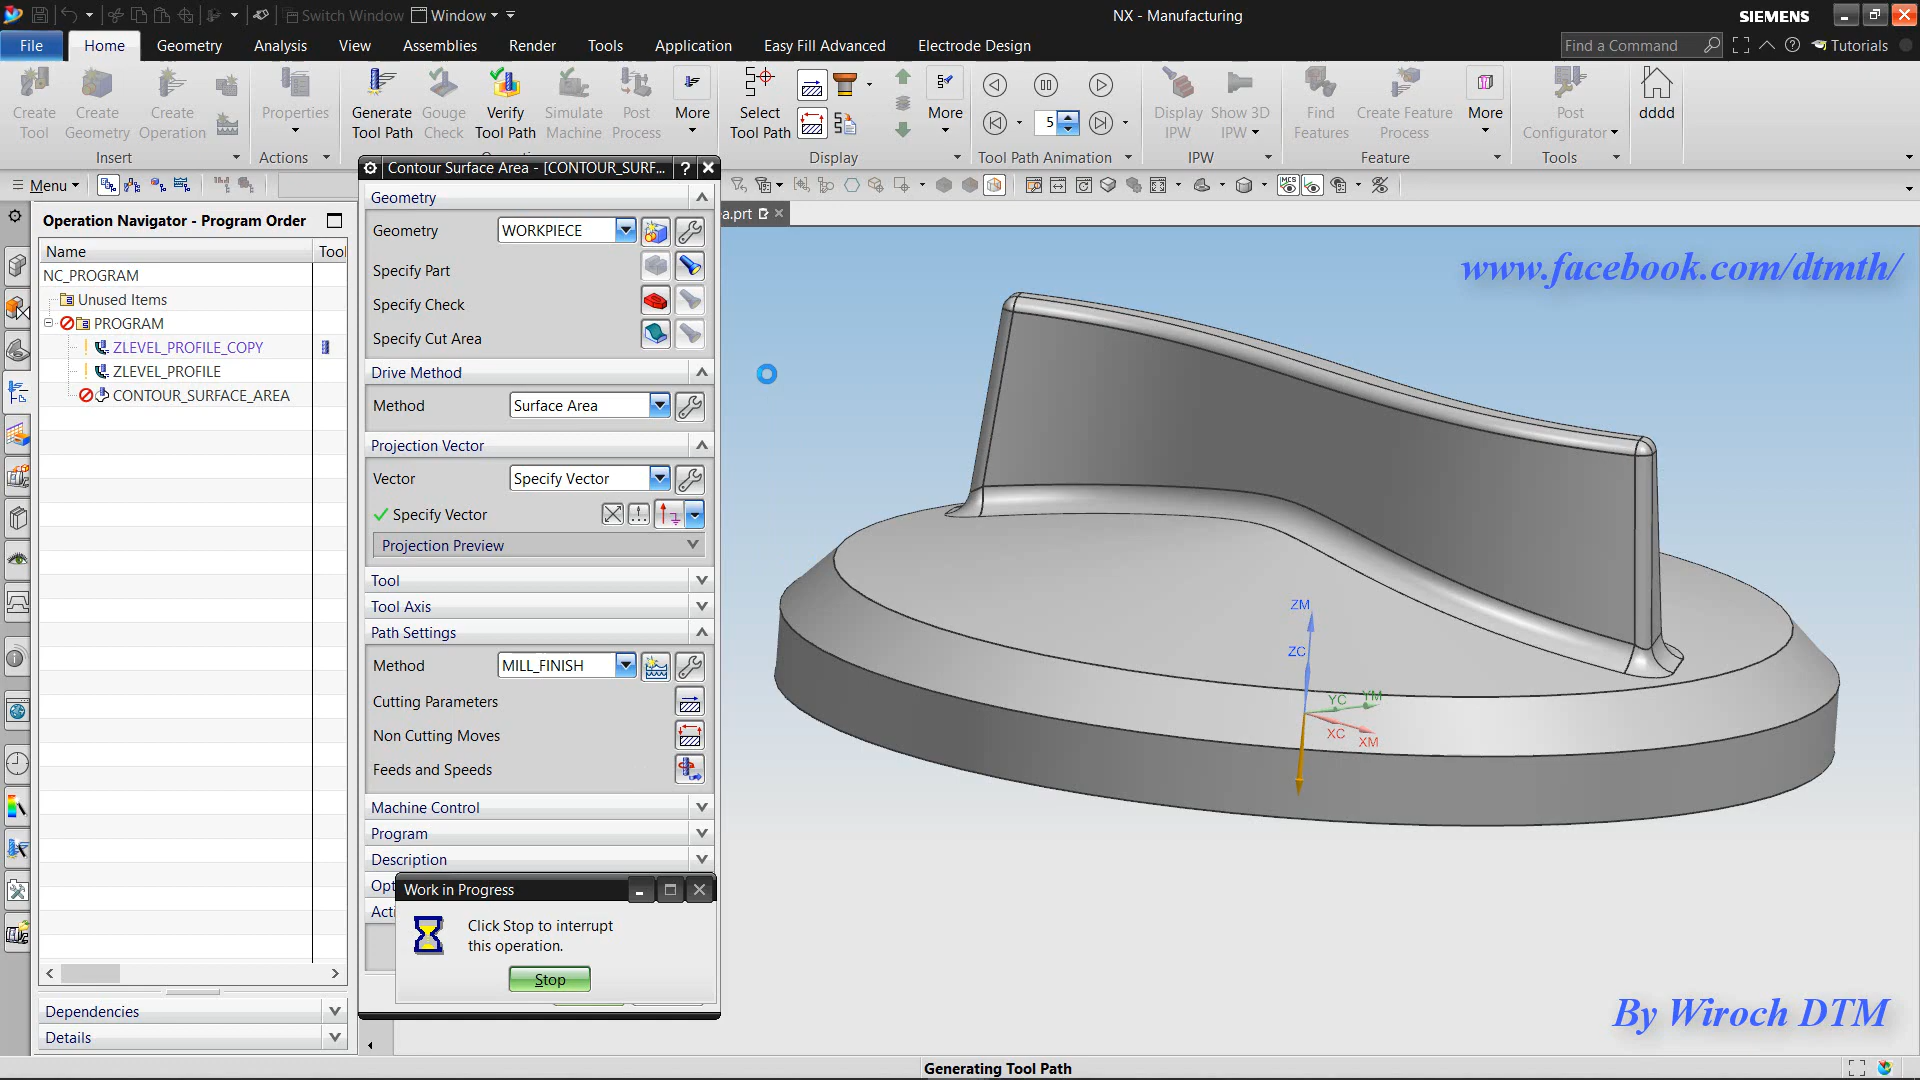 Switch Window
Window
NX - Manufacturing
SIEMENS
File
Home
Geometry
Analysis
View
Assemblies
Render
Tools
Application
Easy Fill Advanced
Electrode Design
Find a Command
Tutorials
Create Tool
Create Geometry
Create Operation
Properties
Generate Tool Path
Gouge Check
Verify Tool Path
Simulate Machine
Post Process
More
Select Tool Path
More
5
Display IPW
Show 3D IPW
Find Features
Create Feature Process
More
Post Configurator
dddd
Insert
Actions
Display
Tool Path Animation
IPW
Feature
Tools
Menu
Contour Surface Area - [CONTOUR_SURF...
a.prt
Operation Navigator - Program Order
Name
Tool
NC_PROGRAM
Unused Items
PROGRAM
ZLEVEL_PROFILE_COPY
ZLEVEL_PROFILE
CONTOUR_SURFACE_AREA
Dependencies
Details
Geometry
Geometry
WORKPIECE
Specify Part
Specify Check
Specify Cut Area
Drive Method
Method
Surface Area
Projection Vector
Vector
Specify Vector
Specify Vector
Projection Preview
Tool
Tool Axis
Path Settings
Method
MILL_FINISH
Cutting Parameters
Non Cutting Moves
Feeds and Speeds
Machine Control
Program
Description
Opt
Acti
Work in Progress
Click Stop to interrupt
this operation.
Stop
www.facebook.com/dtmth/
ZM
ZC
YC
YM
XC
XM
By Wiroch DTM
Generating Tool Path